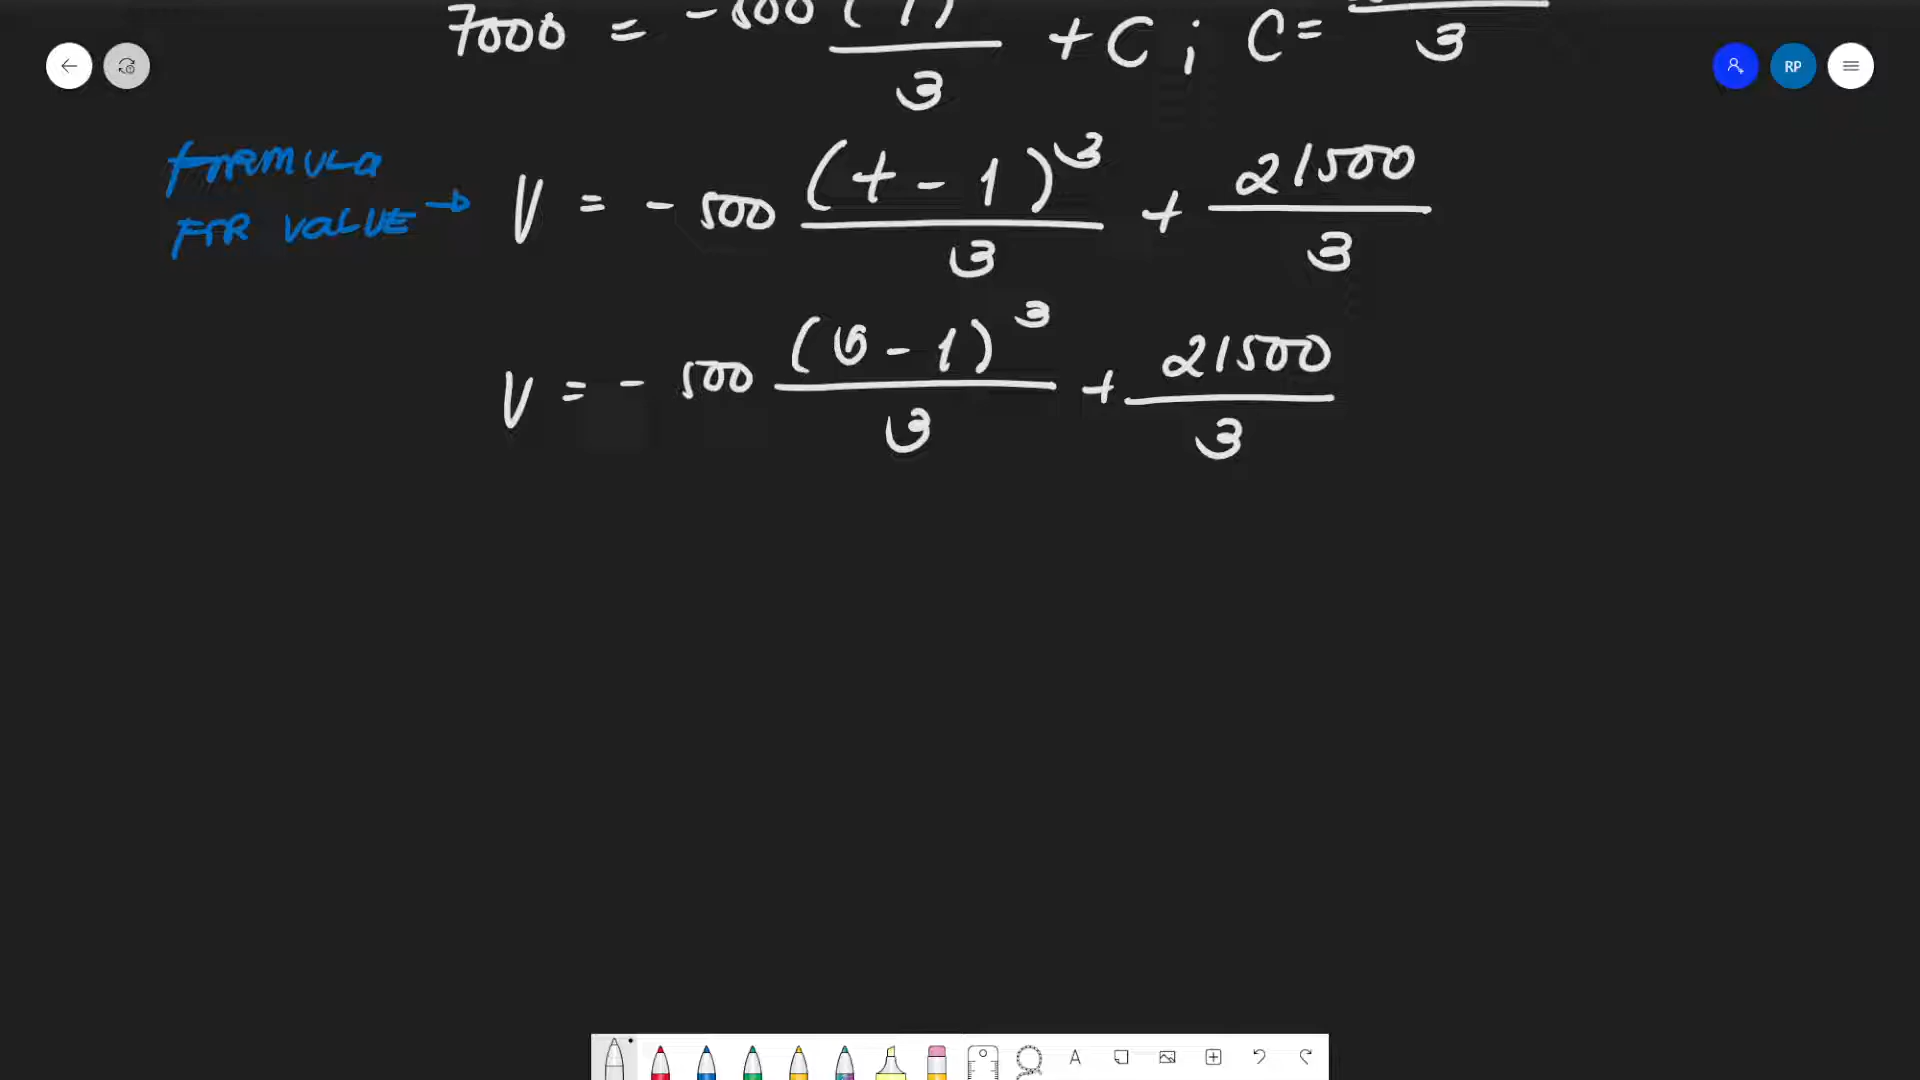 7000 = -500 (1) / 3 + C ; C = / 3
RP
FORMULA FOR VALUE → V = - 500 (t - 1)^3 / 3 + 21500 / 3
V = - 500 (6 - 1)^3 / 3 + 21500 / 3
A